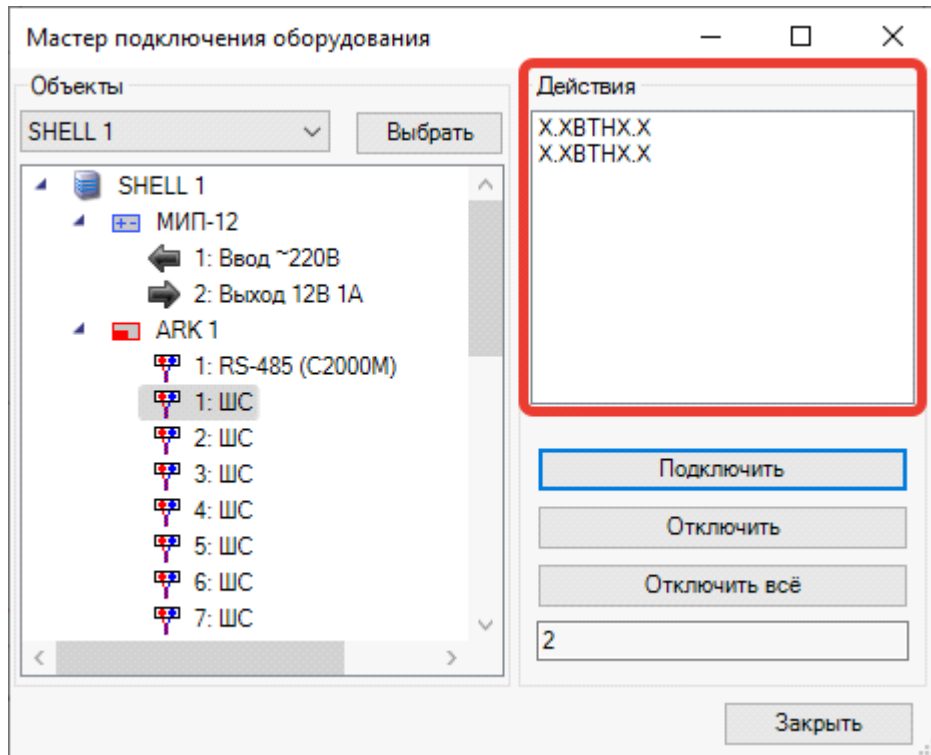 Мастер подключения оборудования
Объекты
SHELL 1
Выбрать
SHELL 1
МИП-12
1: Ввод ~220В
2: Выход 12В 1А
ARK 1
1: RS-485 (C2000M)
1: ШС
2: ШС
3: ШС
4: ШС
5: ШС
6: ШС
7: ШС
Действия
X.XBTHX.X
X.XBTHX.X
Подключить
Отключить
Отключить всё
2
Закрыть